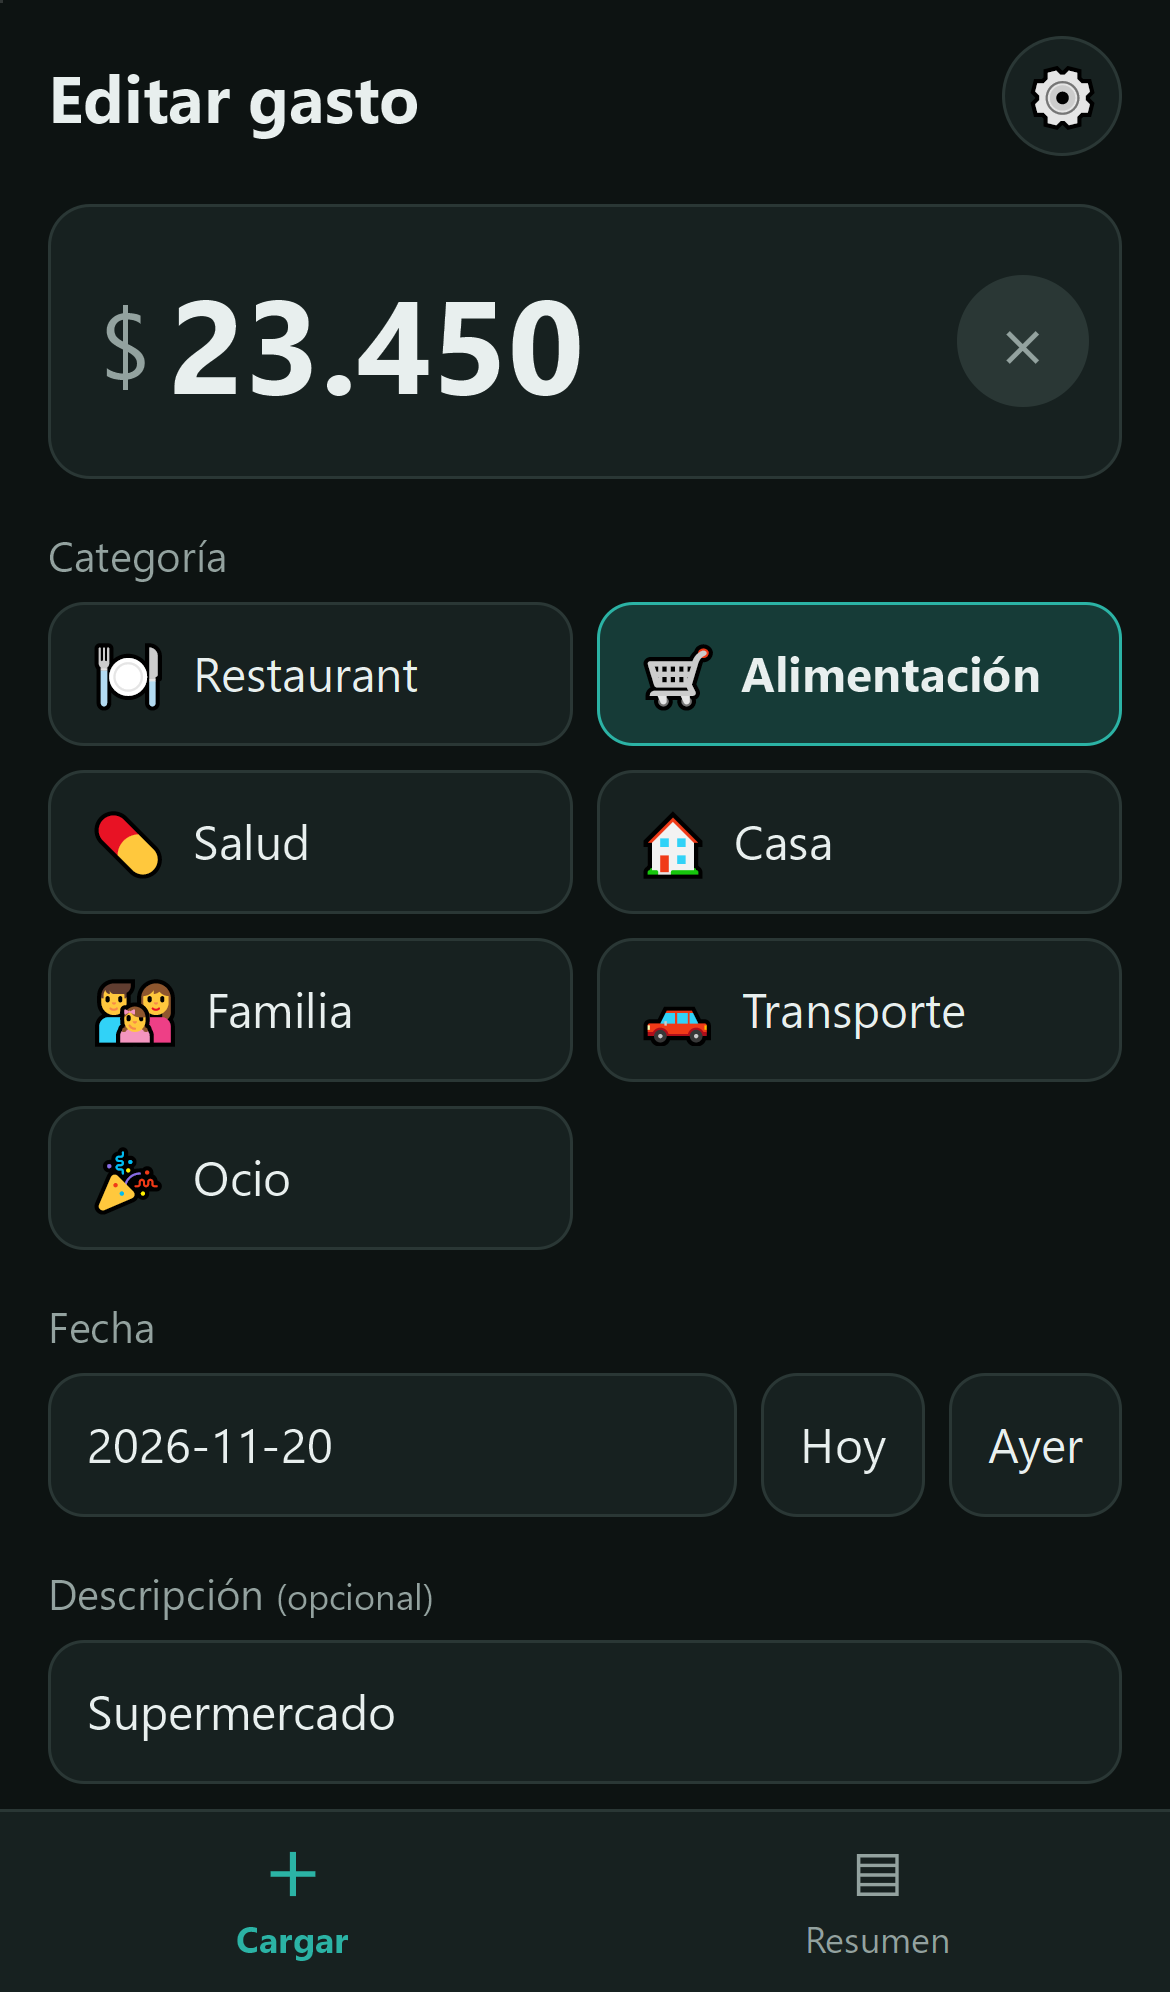 Editar gasto
$ 23.450 ×
Categoría
Restaurant
Alimentación
Salud
Casa
Familia
Transporte
Ocio
Fecha
2026-11-20
Hoy
Ayer
Descripción (opcional)
Supermercado
Cargar
Resumen